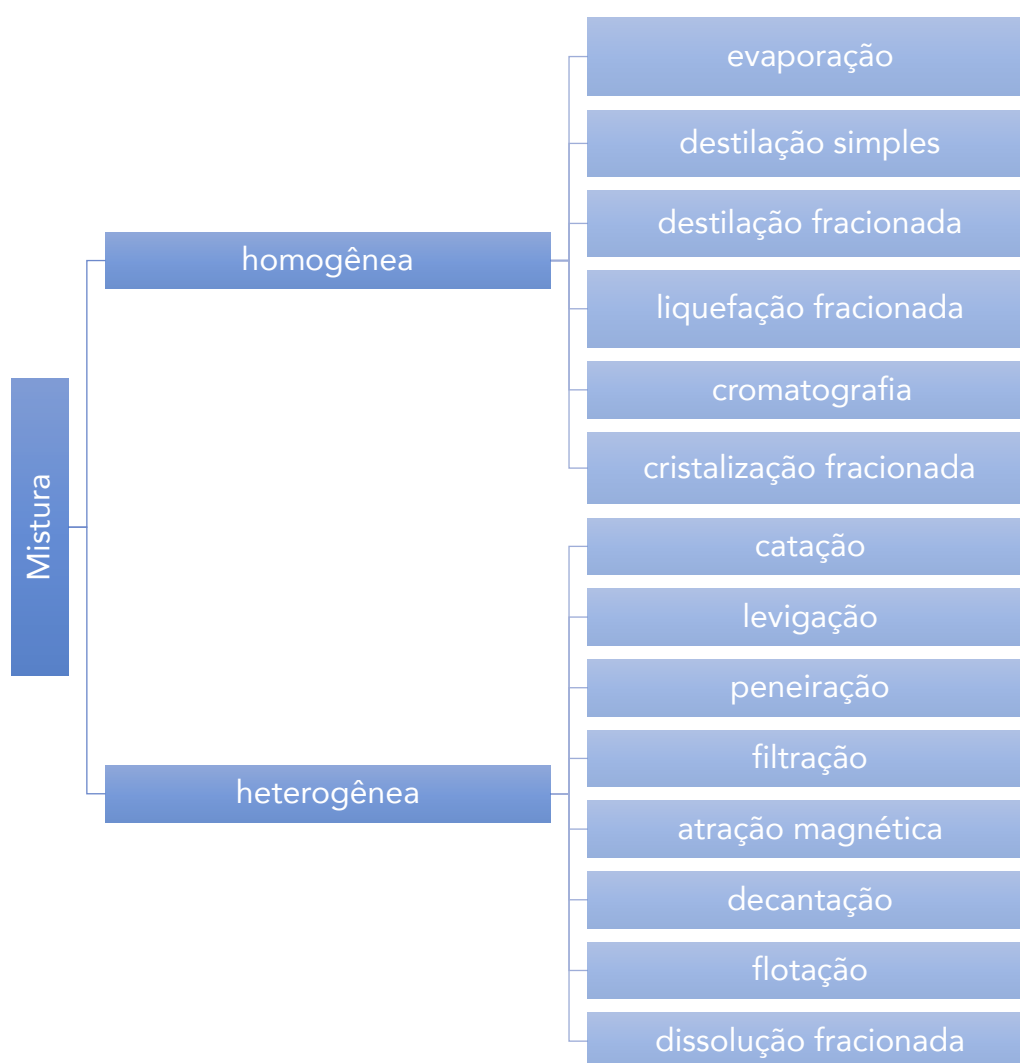 Mistura
homogênea
evaporação
destilação simples
destilação fracionada
liquefação fracionada
cromatografia
cristalização fracionada
heterogênea
catação
levigação
peneiração
filtração
atração magnética
decantação
flotação
dissolução fracionada